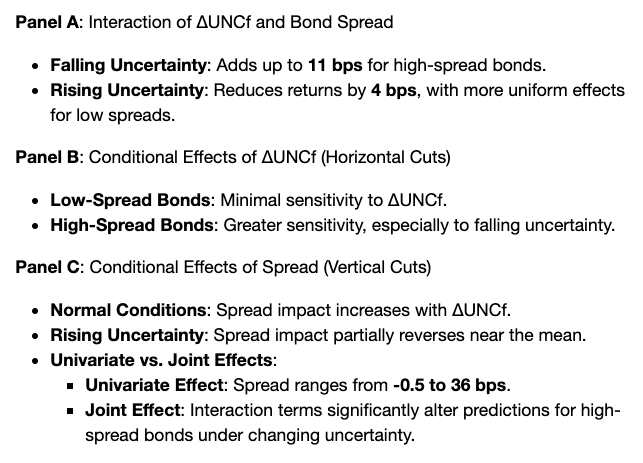 Panel A: Interaction of ΔUNCf and Bond Spread
• Falling Uncertainty: Adds up to 11 bps for high-spread bonds.
• Rising Uncertainty: Reduces returns by 4 bps, with more uniform effects
for low spreads.
Panel B: Conditional Effects of ΔUNCf (Horizontal Cuts)
• Low-Spread Bonds: Minimal sensitivity to ΔUNCf.
• High-Spread Bonds: Greater sensitivity, especially to falling uncertainty.
Panel C: Conditional Effects of Spread (Vertical Cuts)
• Normal Conditions: Spread impact increases with ΔUNCf.
• Rising Uncertainty: Spread impact partially reverses near the mean.
• Univariate vs. Joint Effects:
▪ Univariate Effect: Spread ranges from -0.5 to 36 bps.
▪ Joint Effect: Interaction terms significantly alter predictions for high-
spread bonds under changing uncertainty.